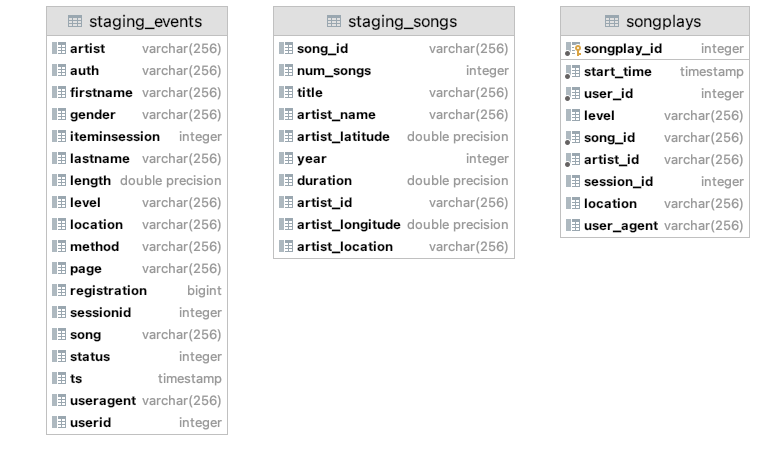 staging_events
artist varchar(256)
auth varchar(256)
firstname varchar(256)
gender varchar(256)
iteminsession integer
lastname varchar(256)
length double precision
level varchar(256)
location varchar(256)
method varchar(256)
page varchar(256)
registration bigint
sessionid integer
song varchar(256)
status integer
ts timestamp
useragent varchar(256)
userid integer
staging_songs
song_id varchar(256)
num_songs integer
title varchar(256)
artist_name varchar(256)
artist_latitude double precision
year integer
duration double precision
artist_id varchar(256)
artist_longitude double precision
artist_location varchar(256)
songplays
songplay_id integer
start_time timestamp
user_id integer
level varchar(256)
song_id varchar(256)
artist_id varchar(256)
session_id integer
location varchar(256)
user_agent varchar(256)